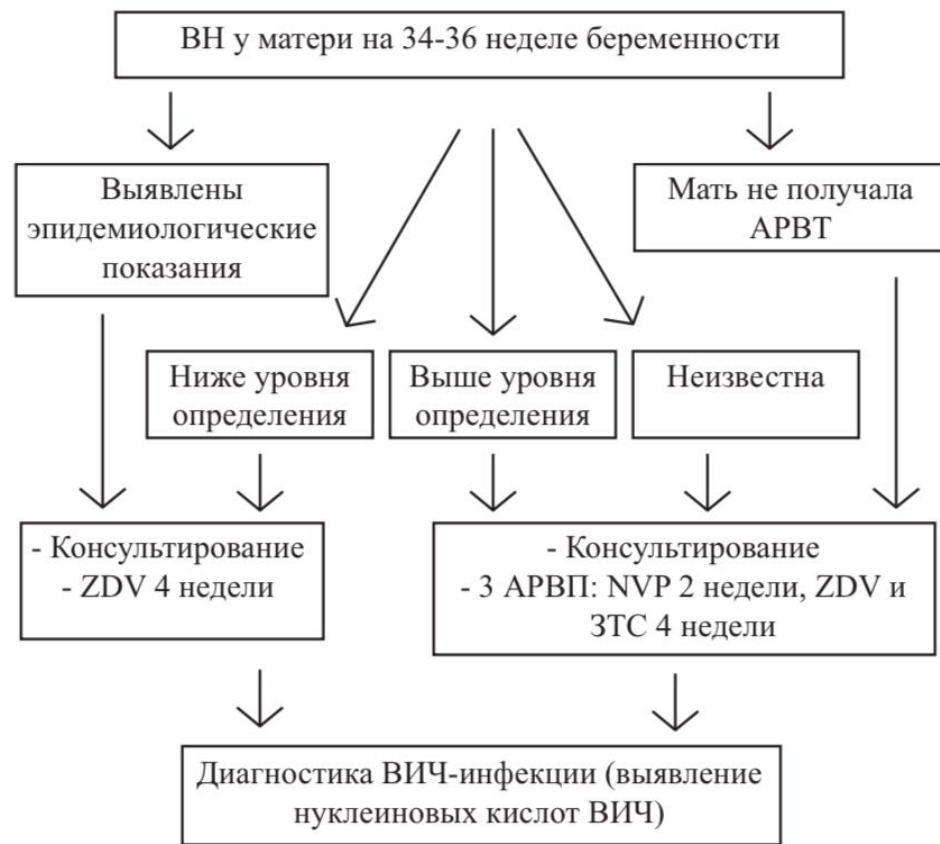 ВН у матери на 34-36 неделе беременности
Выявлены
эпидемиологические
показания
Мать не получала
АРВТ
Ниже уровня
определения
Выше уровня
определения
Неизвестна
- Консультирование
- ZDV 4 недели
- Консультирование
- 3 АРВП: NVP 2 недели, ZDV и
3ТС 4 недели
Диагностика ВИЧ-инфекции (выявление
нуклеиновых кислот ВИЧ)